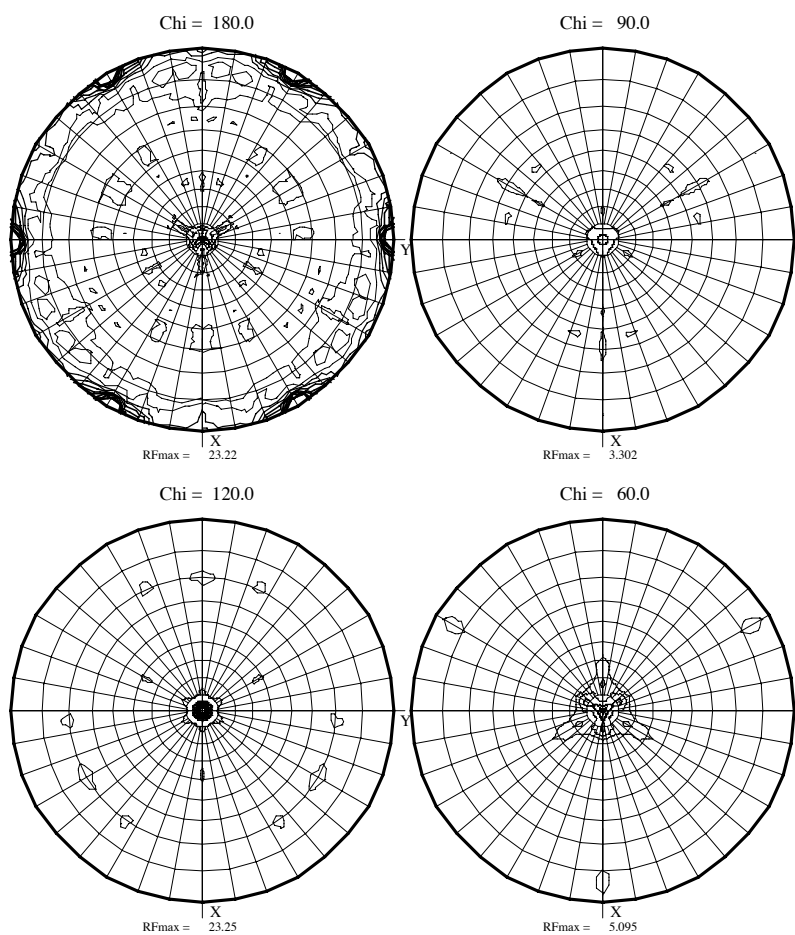 Chi = 180.0
Chi = 90.0
Y
X
RFmax = 23.22
X
RFmax = 3.302
Chi = 120.0
Chi = 60.0
Y
X
RFmax = 23.25
X
RFmax = 5.095